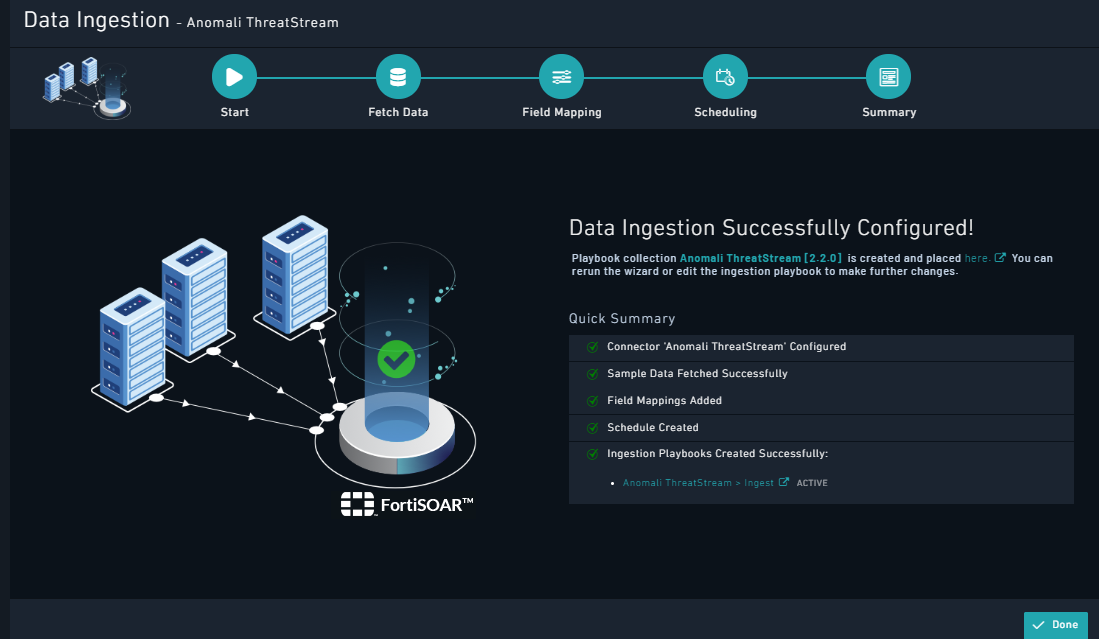 Data Ingestion - Anomali ThreatStream
Start
Fetch Data
Field Mapping
Scheduling
Summary
Data Ingestion Successfully Configured!
Playbook collection Anomali ThreatStream [2.2.0] is created and placed here. You can
rerun the wizard or edit the ingestion playbook to make further changes.
Quick Summary
Connector 'Anomali ThreatStream' Configured
Sample Data Fetched Successfully
Field Mappings Added
Schedule Created
Ingestion Playbooks Created Successfully:
• Anomali ThreatStream > Ingest ACTIVE
FortiSOAR™
Done